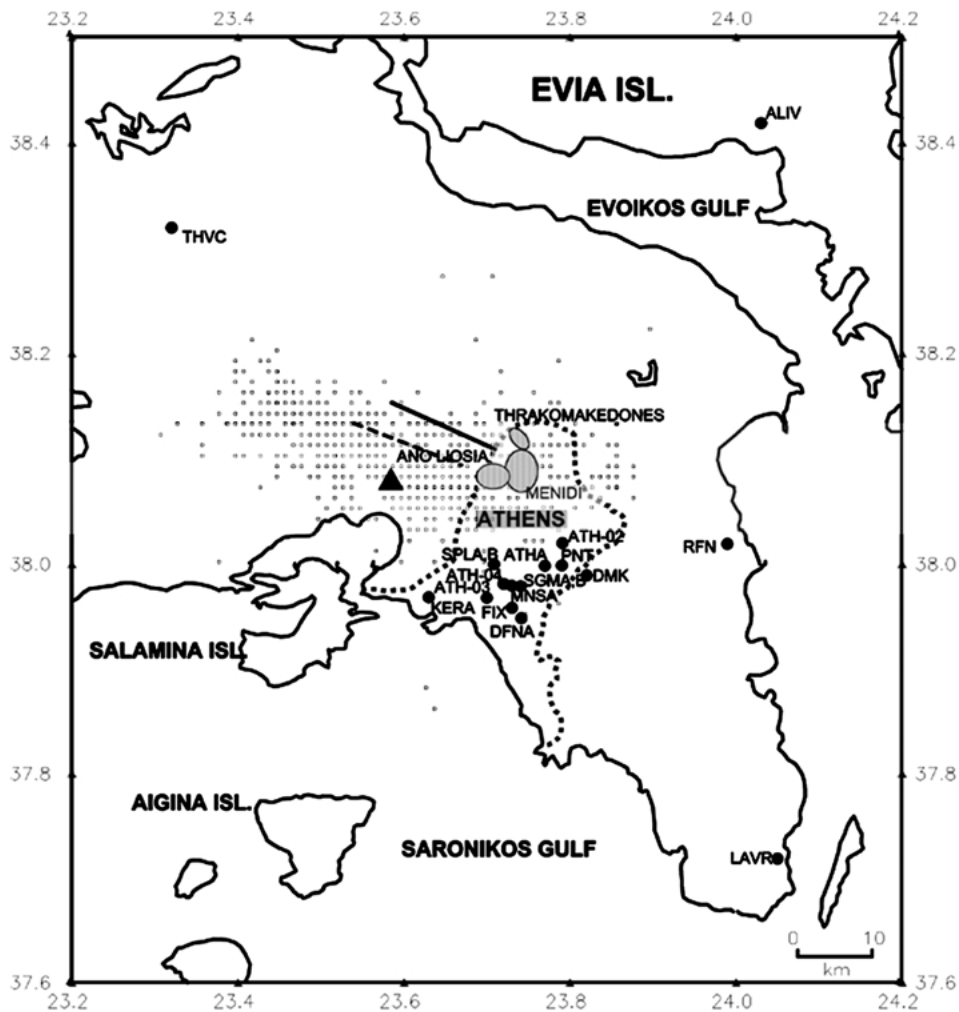 23.2 23.4 23.6 23.8 24.0 24.2
EVIA ISL.
ALIV
38.4 38.4
EVOIKOS GULF
THVC
38.2 38.2
THRAKOMAKEDONES
ANO LIOSIA
MENIDI
ATHENS
ATH-02
RFN
SPLA.B ATHA PNT
38.0 38.0
ATH-04 SGMA.B DMK
ATH-03 MNSA
KERA FIX
DFNA
SALAMINA ISL.
37.8 37.8
AIGINA ISL.
SARONIKOS GULF
LAVR
0 10
km
37.6 37.6
23.2 23.4 23.6 23.8 24.0 24.2